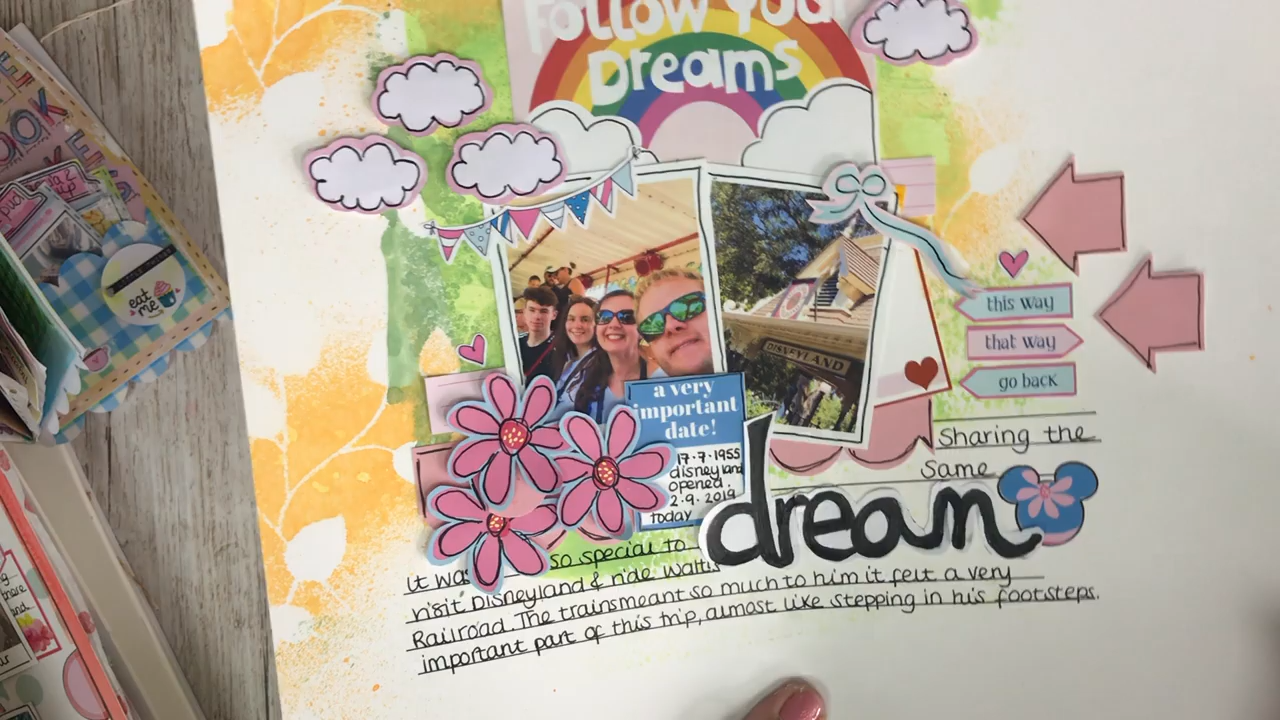 Follow Your
Dreams
OOK
eat
me
DISNEYLAND
this way
that way
go back
a very
important
date!
17.7.1955
disneyland
opened.
2.9.2019
today
Sharing the
Same
dream
it was so special to
visit Disneyland & ride Walts
Railroad. The trains meant so much to him it felt a very
important part of this trip, almost like stepping in his footsteps.